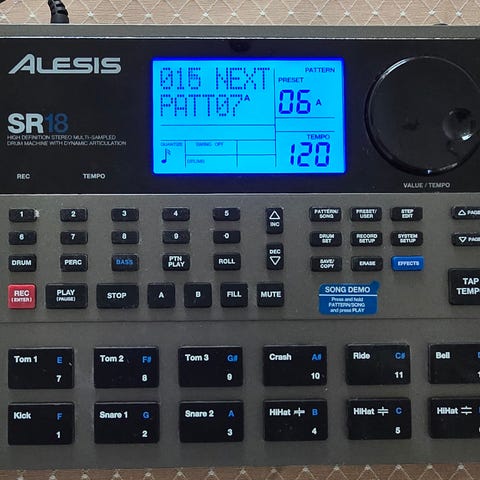 ALESIS
SR18
HIGH DEFINITION STEREO MULTI-SAMPLED
DRUM MACHINE WITH DYNAMIC ARTICULATION
015 NEXT
PATT07A
PATTERN
PRESET
06 A
QUANTIZE SWING OFF
DRUMS
TEMPO
120
REC TEMPO
VALUE / TEMPO
1 2 3 4 5
INC
PATTERN/SONG PRESET/USER STEP EDIT
PAGE
6 7 8 9 0
DRUM SET RECORD SETUP SYSTEM SETUP
PAGE
DEC
DRUM PERC BASS PTN PLAY ROLL
SAVE/COPY ERASE EFFECTS
REC (ENTER) PLAY (PAUSE) STOP A B FILL MUTE
SONG DEMO
Press and hold
PATTERN/SONG
and press PLAY
TAP
TEMPO
Tom 1 E 7
Tom 2 F# 8
Tom 3 G# 9
Crash A# 10
Ride C# 11
Bell
Kick F 1
Snare 1 G 2
Snare 2 A 3
HiHat B 4
HiHat C 5
HiHat